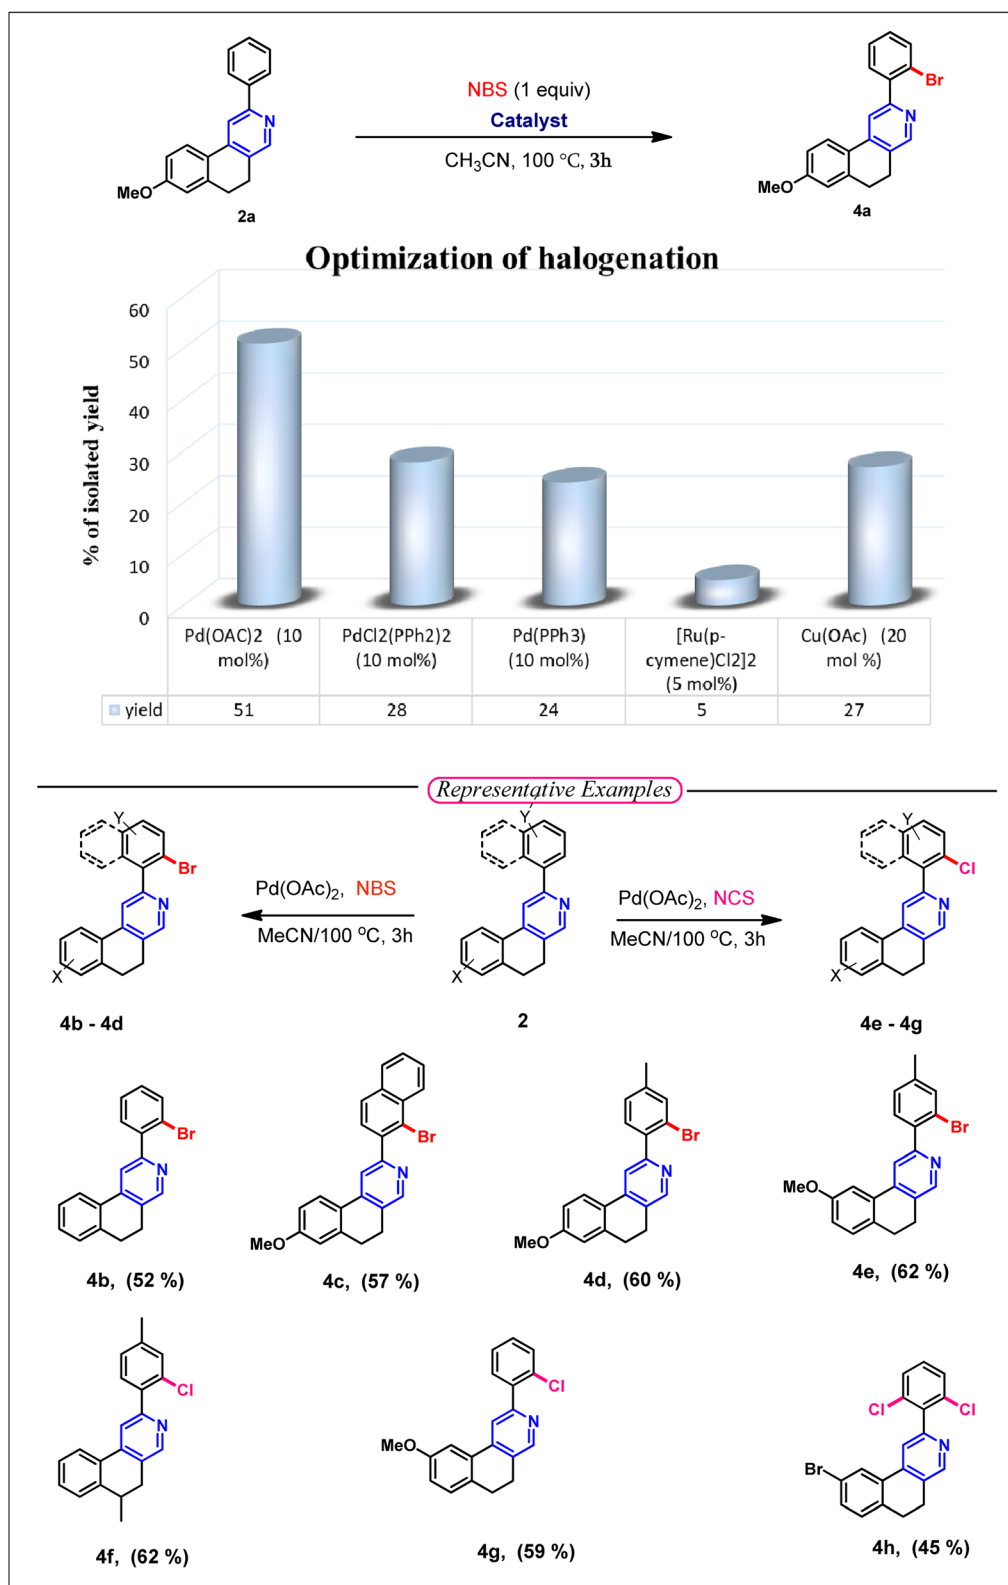 NBS (1 equiv)
Catalyst
CH₃CN, 100 °C, 3h
N
MeO
2a
Br
N
MeO
4a
Optimization of halogenation
% of isolated yield
60
50
40
30
20
10
0
Pd(OAC)2 (10 mol%)
PdCl2(PPh2)2 (10 mol%)
Pd(PPh3) (10 mol%)
[Ru(p-cymene)Cl2]2 (5 mol%)
Cu(OAc) (20 mol %)
yield 51 28 24 5 27
Representative Examples
Y
Br
N
X
4b - 4d
Pd(OAc)₂, NBS
MeCN/100 °C, 3h
Y
N
X
2
Pd(OAc)₂, NCS
MeCN/100 °C, 3h
Y
Cl
N
X
4e - 4g
Br
N
4b, (52 %)
Br
N
MeO
4c, (57 %)
Br
N
MeO
4d, (60 %)
Br
N
MeO
4e, (62 %)
Cl
N
4f, (62 %)
Cl
N
MeO
4g, (59 %)
Cl Cl
N
Br
4h, (45 %)